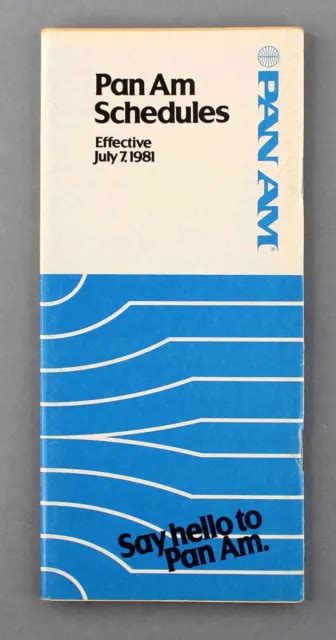 Pan Am
Schedules
Effective
July 7, 1981
PAN AM
Say hello to
Pan Am.